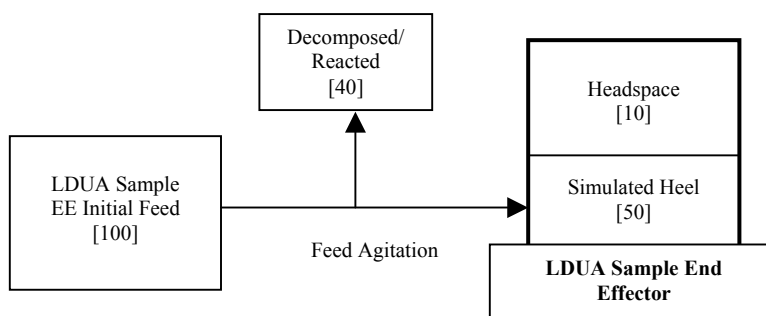 Decomposed/
Reacted
[40]
Headspace
[10]
LDUA Sample
EE Initial Feed
[100]
Simulated Heel
[50]
Feed Agitation
LDUA Sample End
Effector